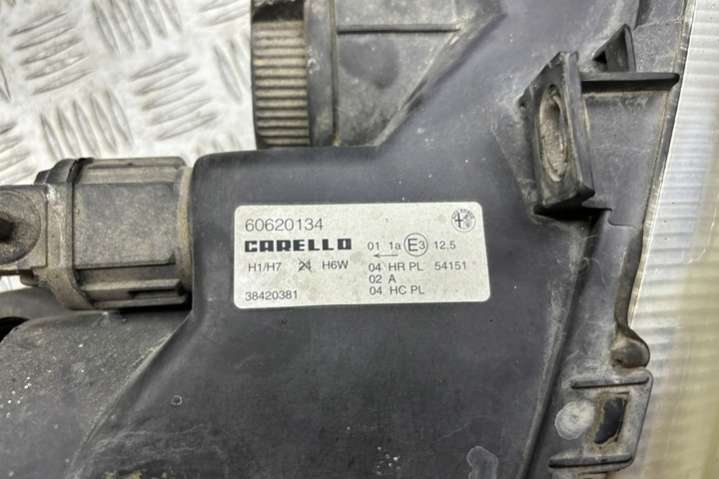 60620134
CARELLO 01 1a E3 12,5
H1/H7 24 H6W 04 HR PL 54151
02 A
38420381 04 HC PL